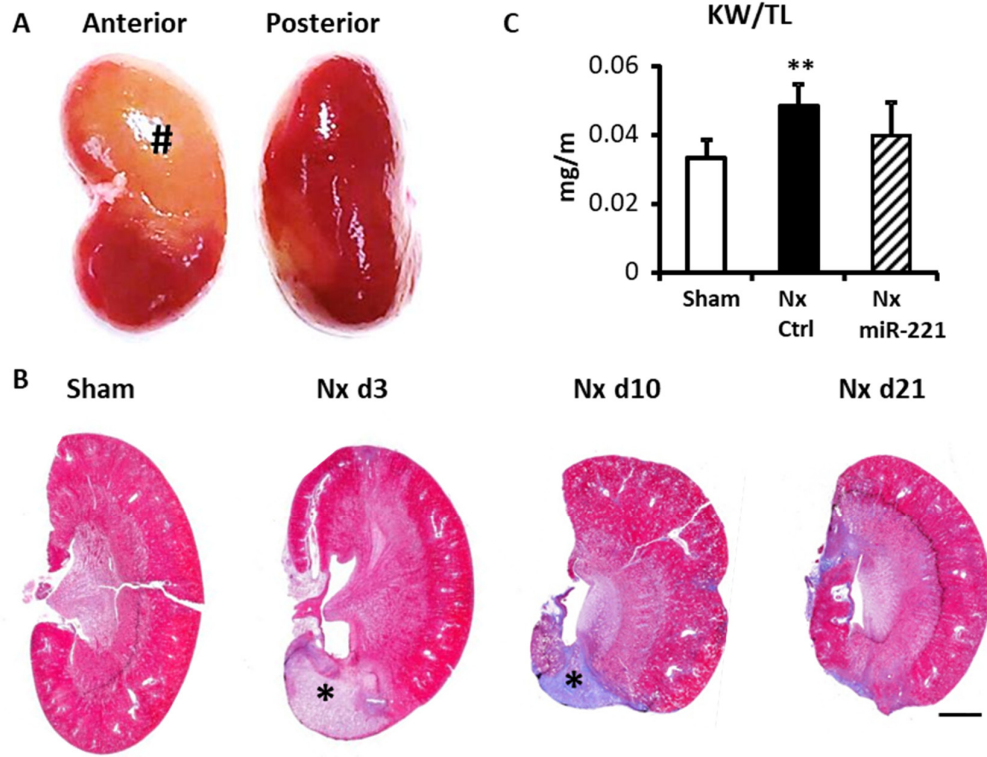 A
Anterior
Posterior
#
C
KW/TL
**
0.06
0.04
0.02
0
mg/m
Sham
Nx
Ctrl
Nx
miR-221
B
Sham
Nx d3
Nx d10
Nx d21
*
*